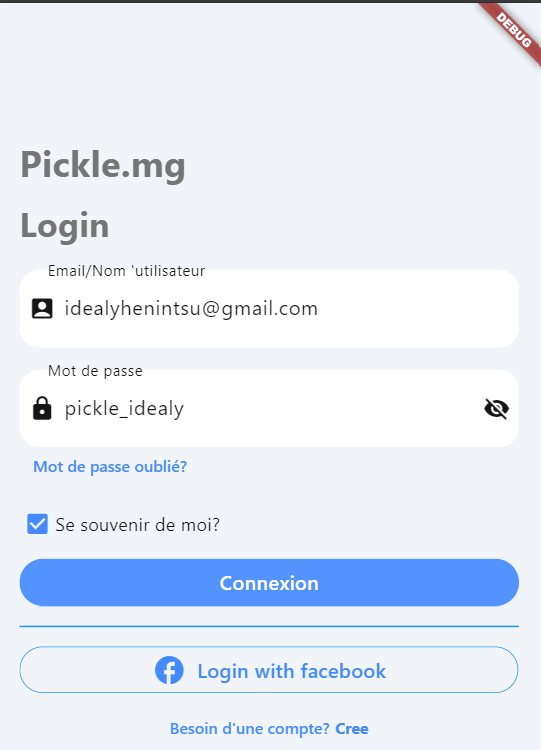 DEBUG
Pickle.mg
Login
Email/Nom 'utilisateur
idealyhenintsu@gmail.com
Mot de passe
pickle_idealy
Mot de passe oublié?
Se souvenir de moi?
Connexion
Login with facebook
Besoin d'une compte? Cree